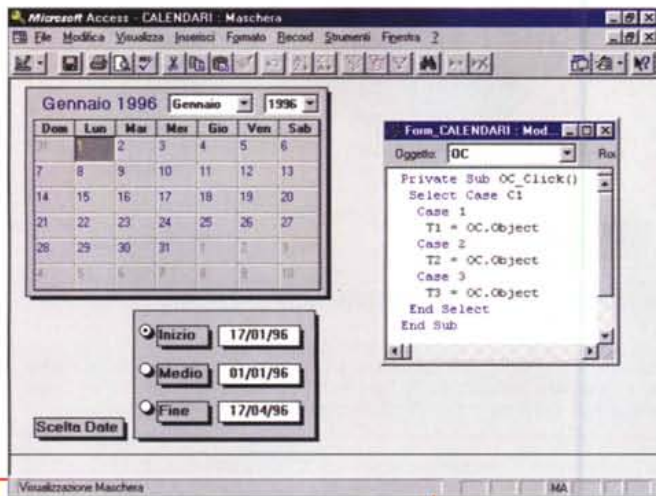 Microsoft Access - CALENDARI : Maschera
File Modifica Visualizza Inserisci Formato Record Strumenti Finestra ?
Gennaio 1996 Gennaio 1996
Dom Lun Mar Mer Gio Ven Sab
31 1 2 3 4 5 6
7 8 9 10 11 12 13
14 15 16 17 18 19 20
21 22 23 24 25 26 27
28 29 30 31 1 2 3
4 5 6 7 8 9 10
Inizio 17/01/96
Medio 01/01/96
Fine 17/04/96
Scelta Date
Form_CALENDARI : Mod
Oggetto: OC Rou
Private Sub OC_Click()
Select Case C1
Case 1
T1 = OC.Object
Case 2
T2 = OC.Object
Case 3
T3 = OC.Object
End Select
End Sub
Visualizzazione Maschera MA